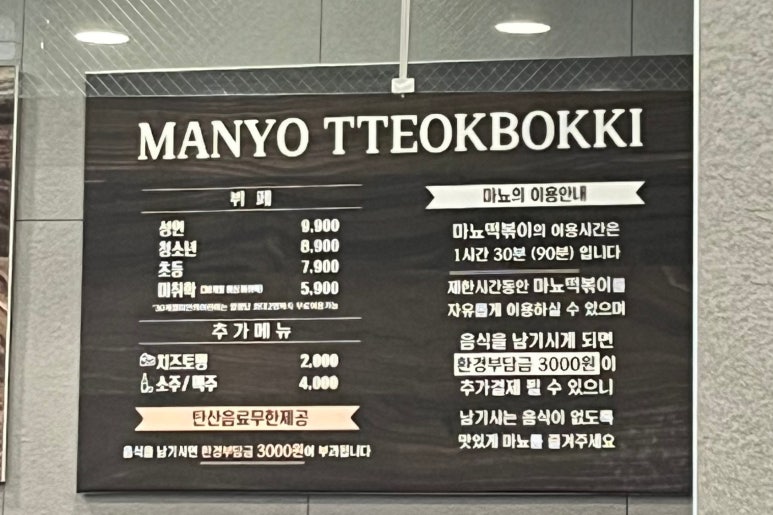 MANYO TTEOKBOKKI
뷔 페
성인 9,900
청소년 8,900
초등 7,900
미취학 5,900
추가메뉴
치즈토핑 2,000
소주/맥주 4,000
탄산음료무한제공
음식을 남기시면 환경부담금 3000원이 부과됩니다
마뇨의 이용안내
마뇨떡볶이의 이용시간은
1시간 30분 (90분) 입니다
제한시간동안 마뇨떡볶이를
자유롭게 이용하실 수 있으며
음식을 남기시게 되면
환경부담금 3000원이
추가결제 될 수 있으니
남기시는 음식이 없도록
맛있게 마뇨를 즐겨주세요